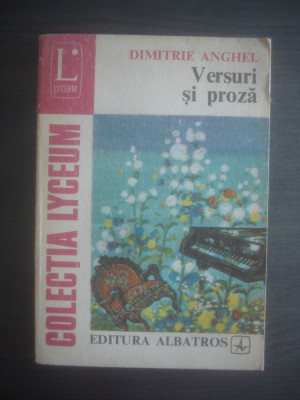 L
LYCEUM
DIMITRIE ANGHEL
Versuri
și proză
COLECȚIA LYCEUM
EDITURA ALBATROS